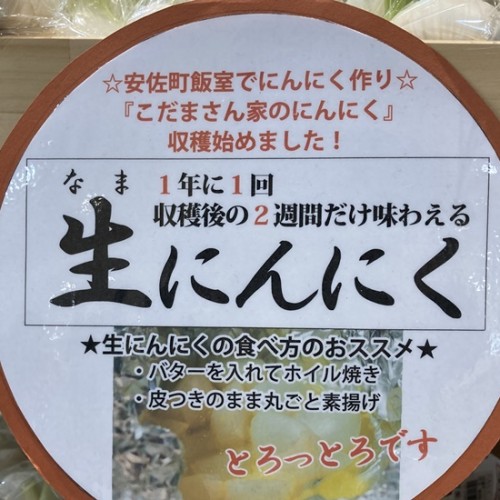 ☆安佐町飯室でにんにく作り☆
『こだまさん家のにんにく』
収穫始めました！
なま
1年に1回
収穫後の2週間だけ味わえる
生にんにく
★生にんにくの食べ方のおススメ★
・バターを入れてホイル焼き
・皮つきのまま丸ごと素揚げ
とろっとろです